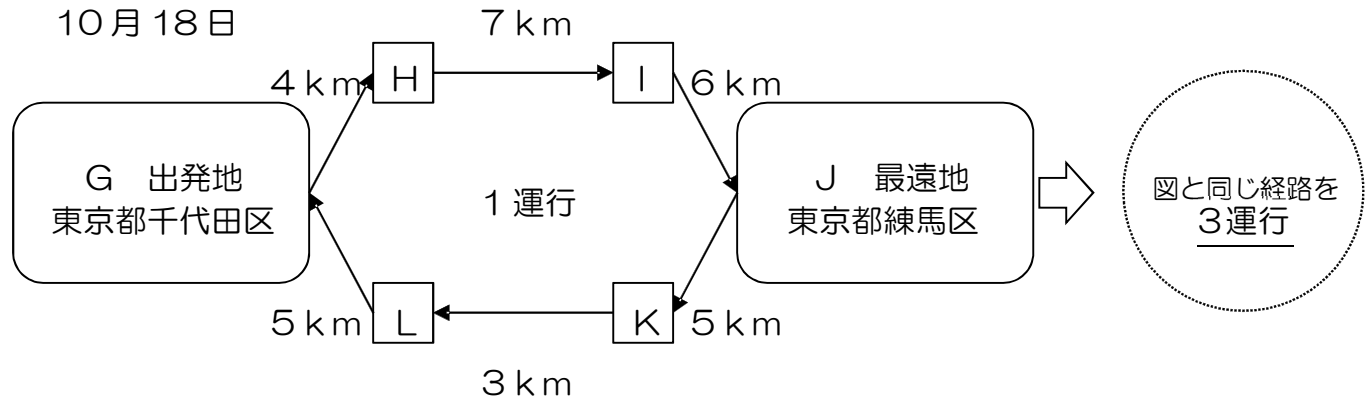 10月18日
7km
4km
H
I
6km
G 出発地
東京都千代田区
1運行
J 最遠地
東京都練馬区
図と同じ経路を
3運行
5km
L
K
5km
3km